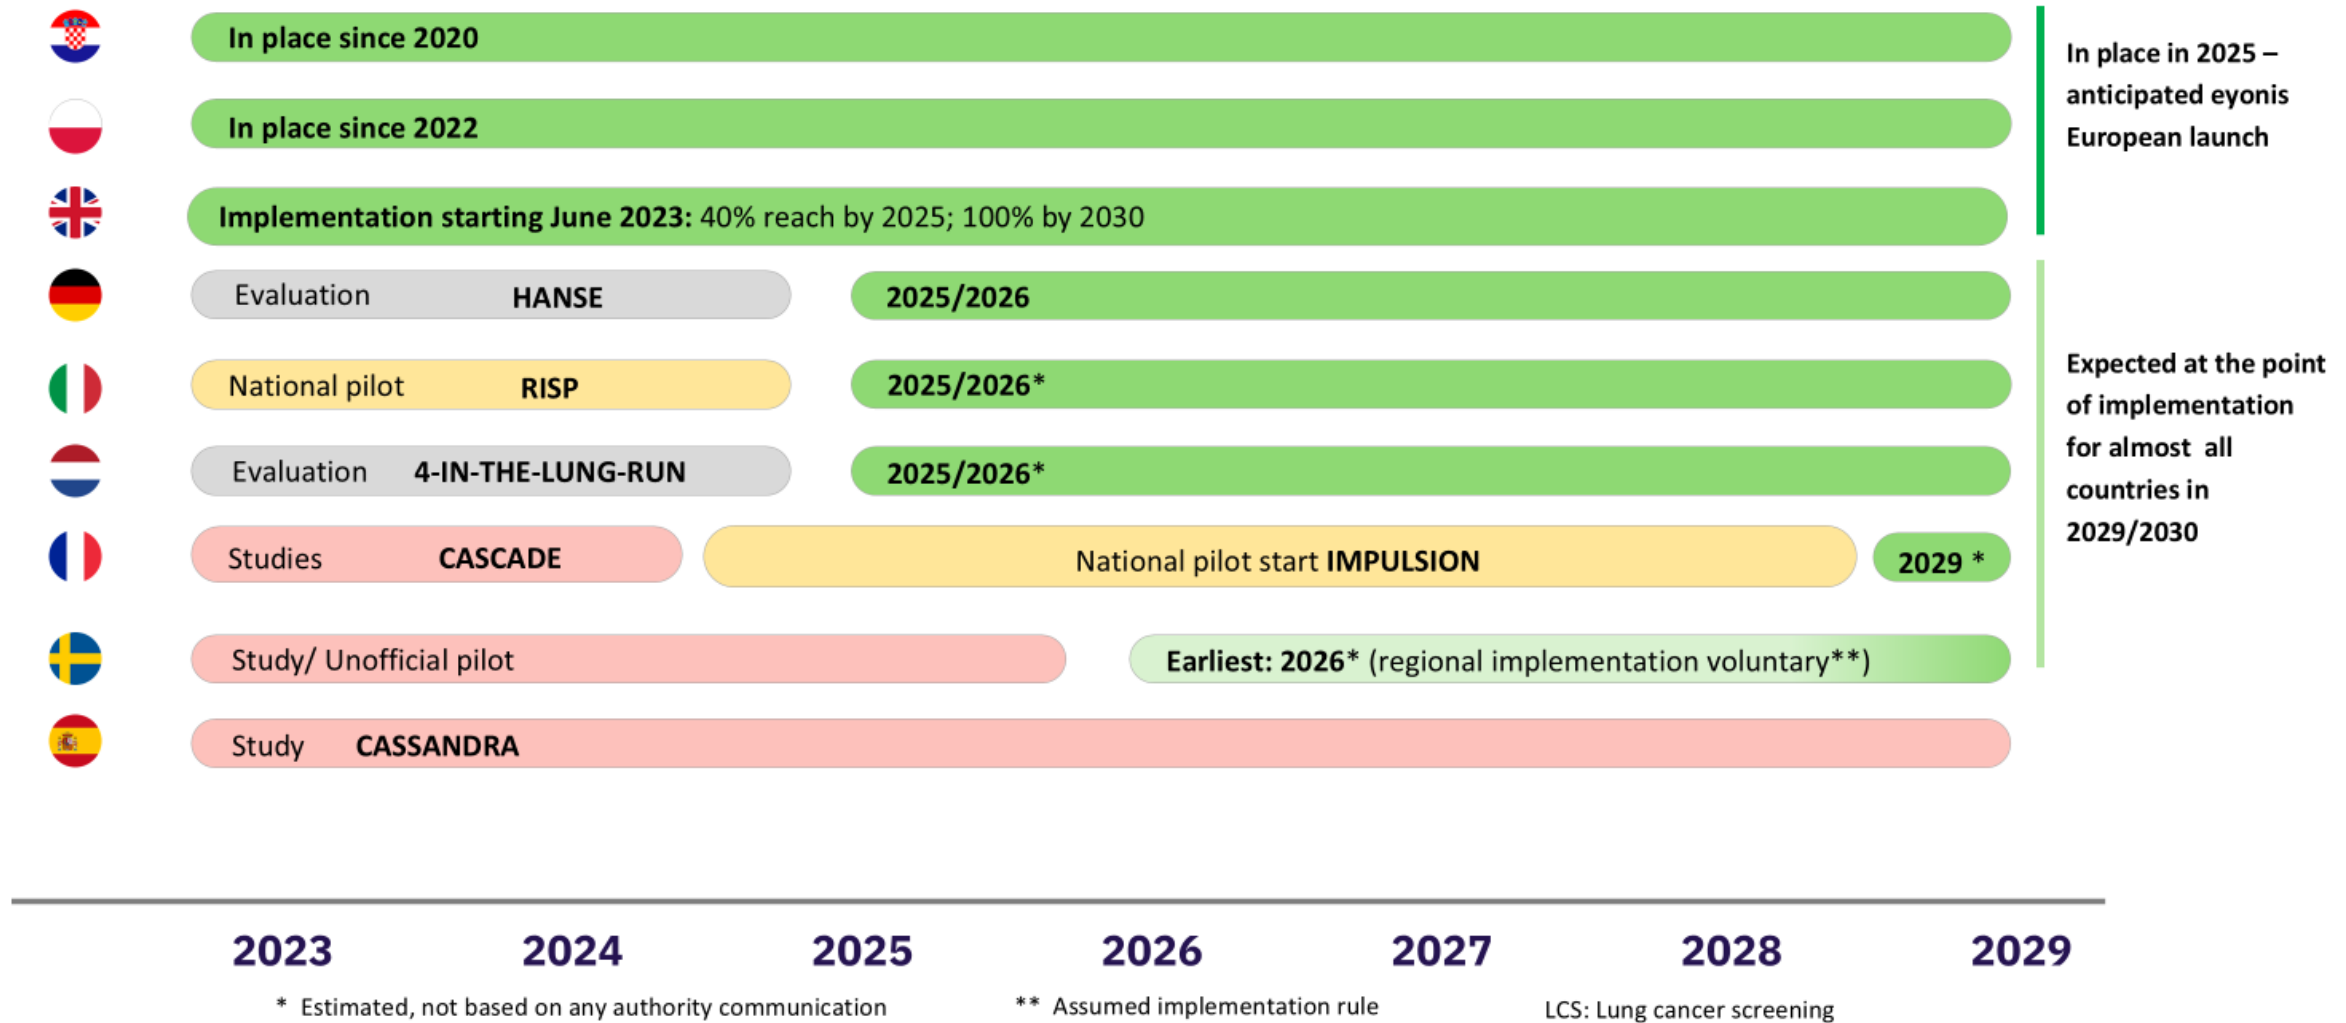 In place since 2020
In place since 2022
Implementation starting June 2023: 40% reach by 2025; 100% by 2030
In place in 2025 –
anticipated eyonis
European launch
Evaluation HANSE 2025/2026
National pilot RISP 2025/2026*
Evaluation 4-IN-THE-LUNG-RUN 2025/2026*
Studies CASCADE National pilot start IMPULSION 2029 *
Study/ Unofficial pilot Earliest: 2026* (regional implementation voluntary**)
Study CASSANDRA
Expected at the point
of implementation
for almost all
countries in
2029/2030
2023 2024 2025 2026 2027 2028 2029
* Estimated, not based on any authority communication ** Assumed implementation rule LCS: Lung cancer screening